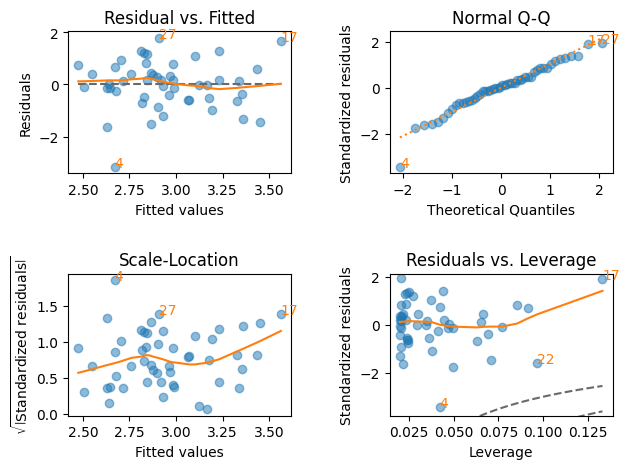 Residual vs. Fitted
Normal Q-Q
2
0
−2
Residuals
27
17
4
2.50 2.75 3.00 3.25 3.50
Fitted values
2
0
−2
Standardized residuals
17
27
4
−2 −1 0 1 2
Theoretical Quantiles
Scale-Location
Residuals vs. Leverage
1.5
1.0
0.5
0.0
√|Standardized residuals|
4
27
17
2.50 2.75 3.00 3.25 3.50
Fitted values
2
0
−2
Standardized residuals
17
22
4
0.025 0.050 0.075 0.100 0.125
Leverage